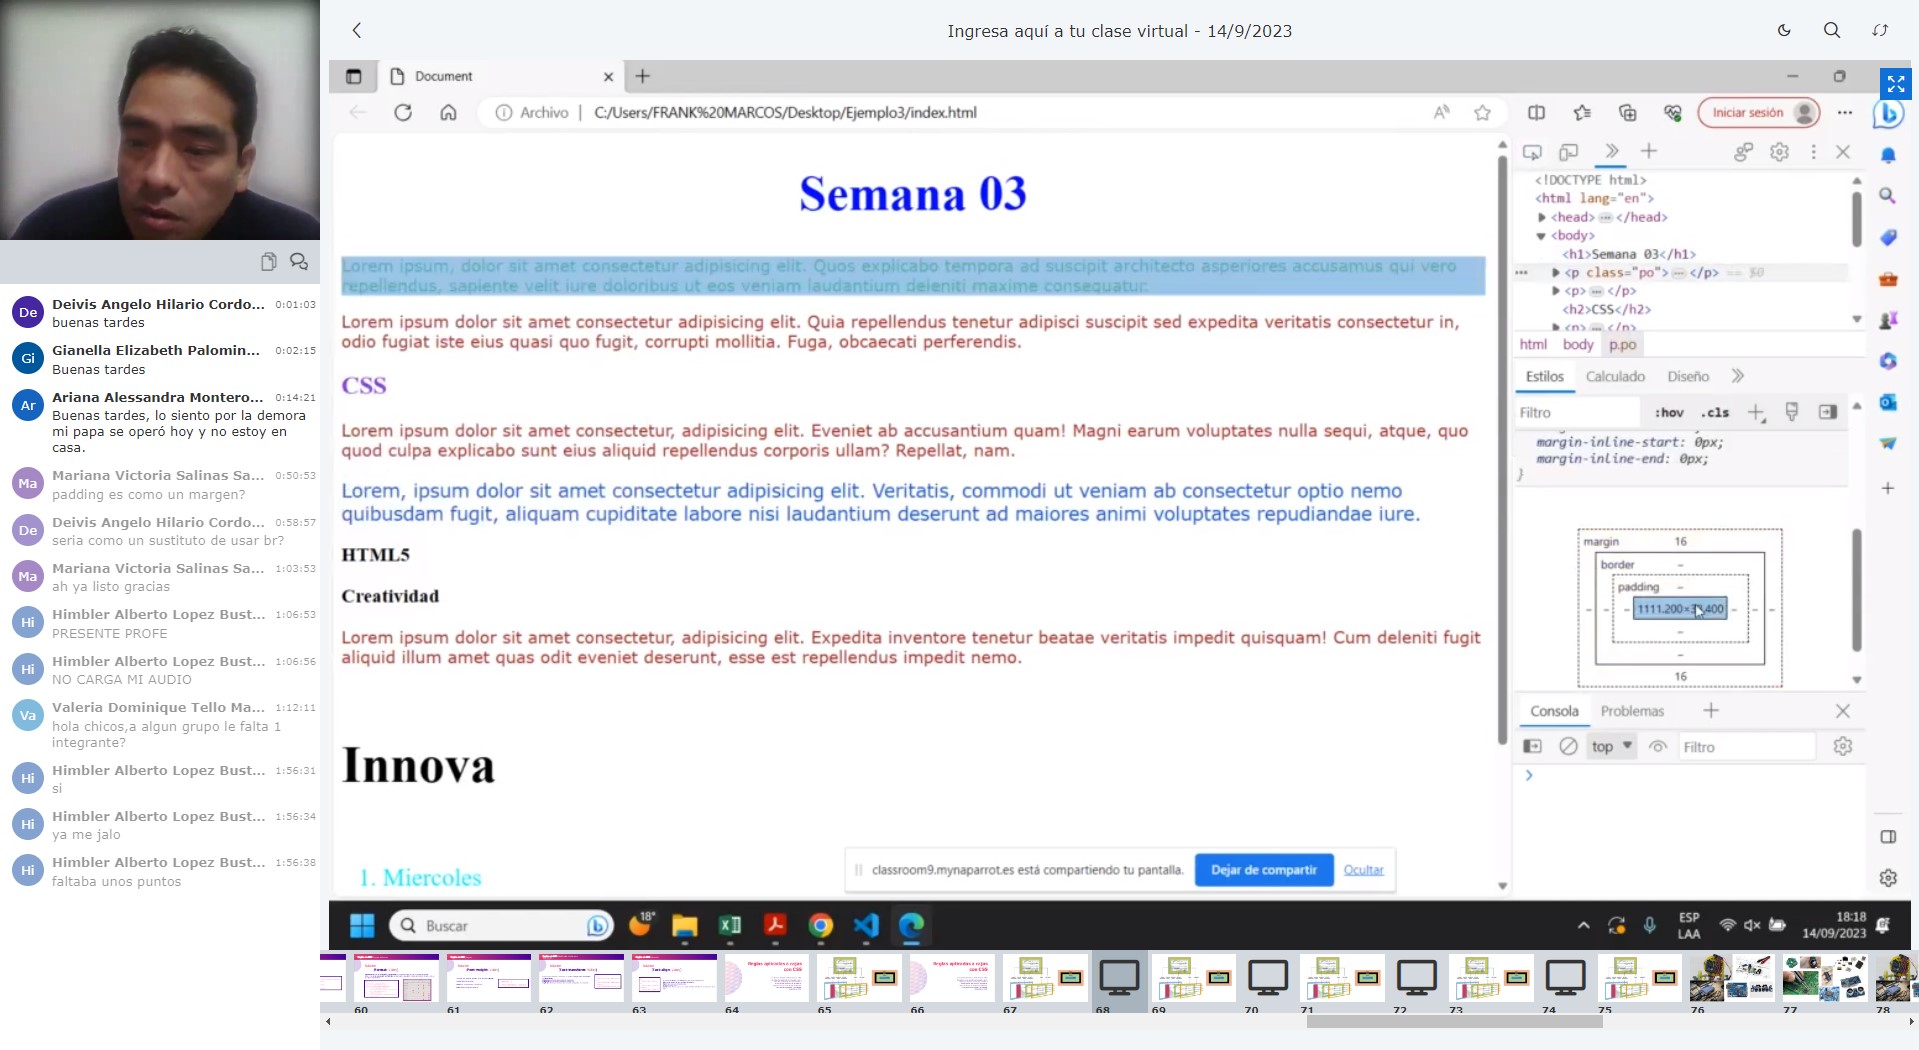 Ingresa aquí a tu clase virtual - 14/9/2023
De
Deivis Angelo Hilario Cordo...
0:01:03
buenas tardes
Gi
Gianella Elizabeth Palomin...
0:02:15
Buenas tardes
Ar
Ariana Alessandra Montero...
0:14:21
Buenas tardes, lo siento por la demora
mi papa se operó hoy y no estoy en
casa.
Ma
Mariana Victoria Salinas Sa...
0:50:53
padding es como un margen?
De
Deivis Angelo Hilario Cordo...
0:58:57
seria como un sustituto de usar br?
Ma
Mariana Victoria Salinas Sa...
1:03:53
ah ya listo gracias
Hi
Himbler Alberto Lopez Bust...
1:06:53
PRESENTE PROFE
Hi
Himbler Alberto Lopez Bust...
1:06:56
NO CARGA MI AUDIO
Va
Valeria Dominique Tello Ma...
1:12:11
hola chicos,a algun grupo le falta 1
integrante?
Hi
Himbler Alberto Lopez Bust...
1:56:31
si
Hi
Himbler Alberto Lopez Bust...
1:56:34
ya me jalo
Hi
Himbler Alberto Lopez Bust...
1:56:38
faltaba unos puntos
Document
Archivo | C:/Users/FRANK%20MARCOS/Desktop/Ejemplo3/index.html
Iniciar sesión
Semana 03
Lorem ipsum, dolor sit amet consectetur adipisicing elit. Quos explicabo tempora ad suscipit architecto asperiores accusamus qui vero
repellendus, sapiente velit iure doloribus ut eos veniam laudantium deleniti maxime consequatur.
Lorem ipsum dolor sit amet consectetur adipisicing elit. Quia repellendus tenetur adipisci suscipit sed expedita veritatis consectetur in,
odio fugiat iste eius quasi quo fugit, corrupti mollitia. Fuga, obcaecati perferendis.
CSS
Lorem ipsum dolor sit amet consectetur, adipisicing elit. Eveniet ab accusantium quam! Magni earum voluptates nulla sequi, atque, quo
quod culpa explicabo sunt eius aliquid repellendus corporis ullam? Repellat, nam.
Lorem, ipsum dolor sit amet consectetur adipisicing elit. Veritatis, commodi ut veniam ab consectetur optio nemo
quibusdam fugit, aliquam cupiditate labore nisi laudantium deserunt ad maiores animi voluptates repudiandae iure.
HTML5
Creatividad
Lorem ipsum dolor sit amet consectetur, adipisicing elit. Expedita inventore tenetur beatae veritatis impedit quisquam! Cum deleniti fugit
aliquid illum amet quas odit eveniet deserunt, esse est repellendus impedit nemo.
Innova
1. Miercoles
classroom9.mynaparrot.es está compartiendo tu pantalla.
Dejar de compartir
Ocultar
<!DOCTYPE html>
<html lang="en">
<head> </head>
<body>
<h1>Semana 03</h1>
<p class="po"> </p> == $0
<p> </p>
<h2>CSS</h2>
<p> </p>
html body p.po
Estilos Calculado Diseño
Filtro :hov .cls
margin-inline-start: 0px;
margin-inline-end: 0px;
}
margin 16
border –
padding –
16
Consola Problemas
top Filtro
Buscar
18°
ESP
LAA
18:18
14/09/2023
Reglas aplicadas a cajas
con CSS
Reglas aplicadas a cajas
con CSS
60 61 62 63 64 65 66 67 68 69 70 71 72 73 74 75 76 77 78